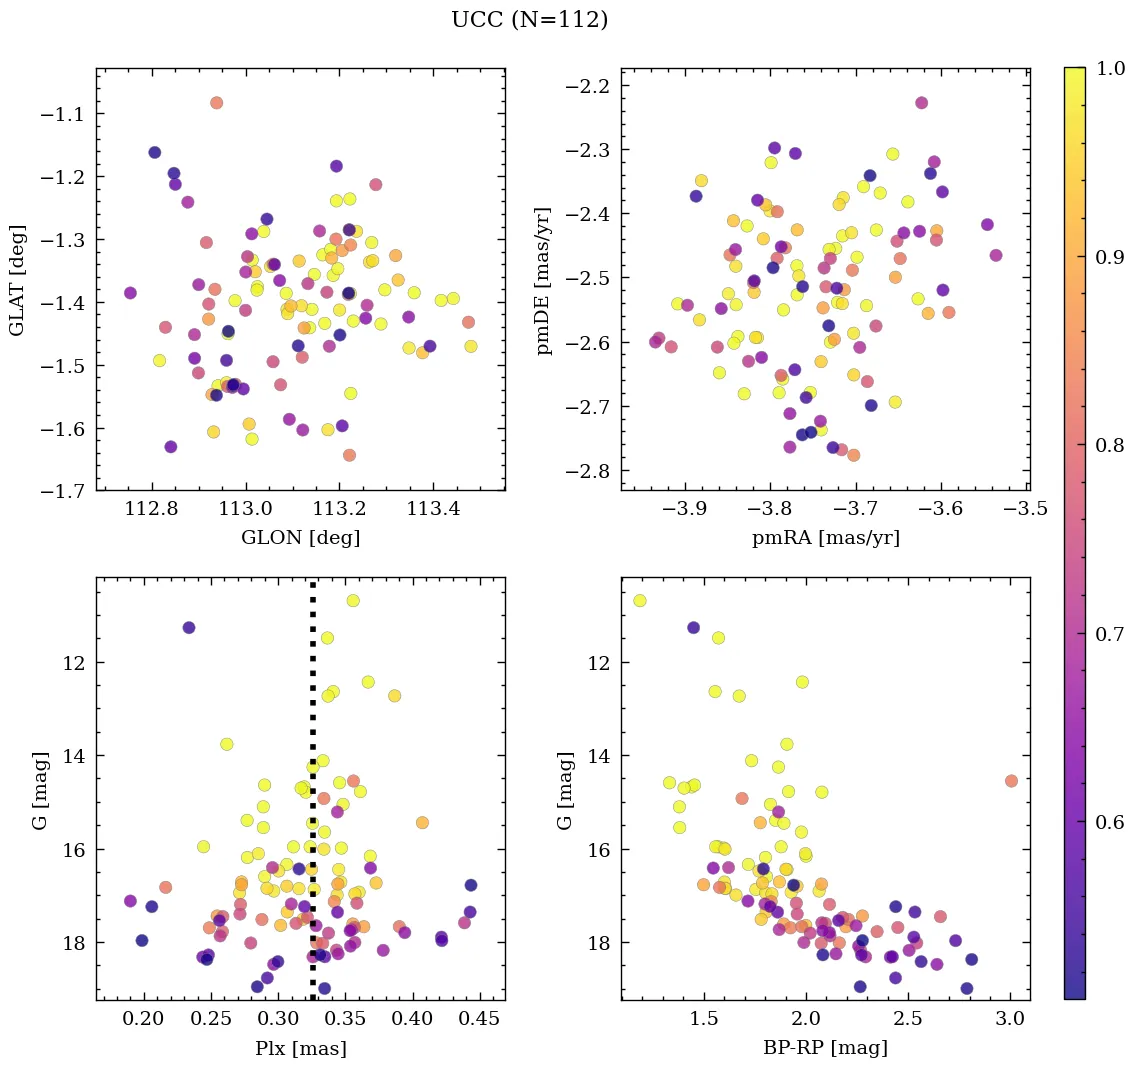 UCC (N=112)
−1.1
−1.2
−1.3
−1.4
−1.5
−1.6
−1.7
GLAT [deg]
112.8 113.0 113.2 113.4
GLON [deg]
−2.2
−2.3
−2.4
−2.5
−2.6
−2.7
−2.8
pmDE [mas/yr]
−3.9 −3.8 −3.7 −3.6 −3.5
pmRA [mas/yr]
1.0
0.9
0.8
0.7
0.6
12
14
16
18
G [mag]
0.20 0.25 0.30 0.35 0.40 0.45
Plx [mas]
12
14
16
18
G [mag]
1.5 2.0 2.5 3.0
BP-RP [mag]